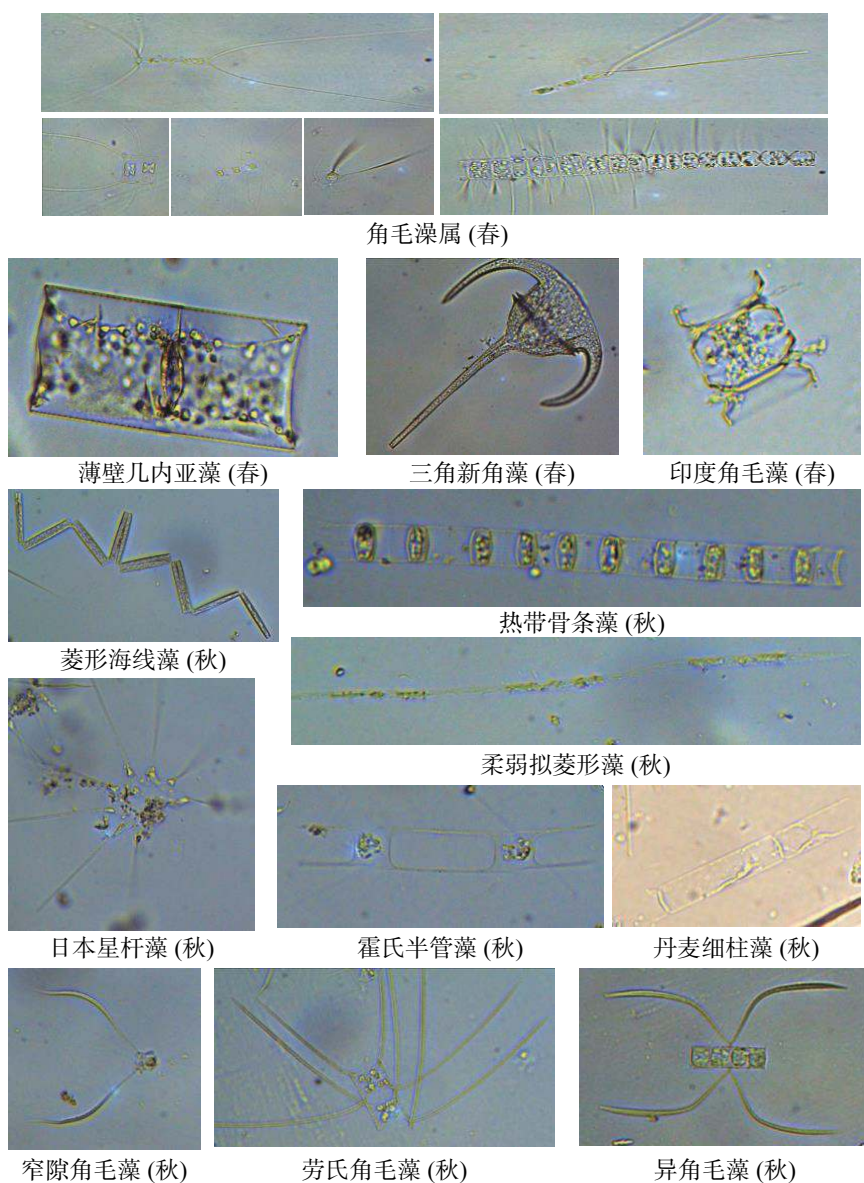 角毛澡属 (春)
薄壁几内亚藻 (春)
三角新角藻 (春)
印度角毛藻 (春)
热带骨条藻 (秋)
菱形海线藻 (秋)
柔弱拟菱形藻 (秋)
日本星杆藻 (秋)
霍氏半管藻 (秋)
丹麦细柱藻 (秋)
窄隙角毛藻 (秋)
劳氏角毛藻 (秋)
异角毛藻 (秋)